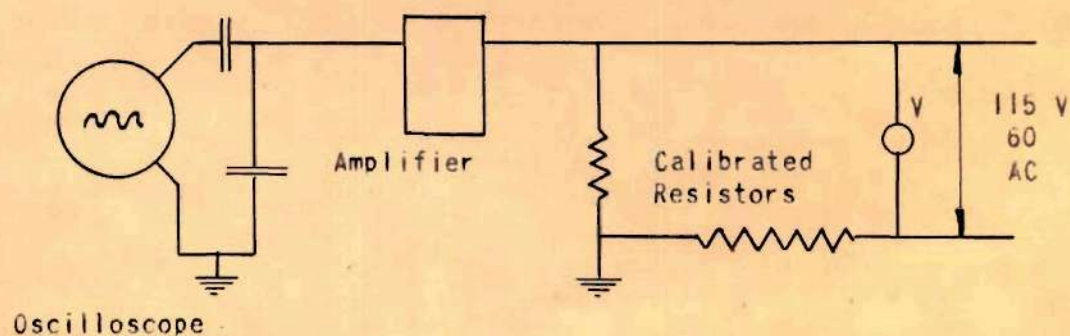 Amplifier
Calibrated
Resistors
V
115 V
60
AC
Oscilloscope